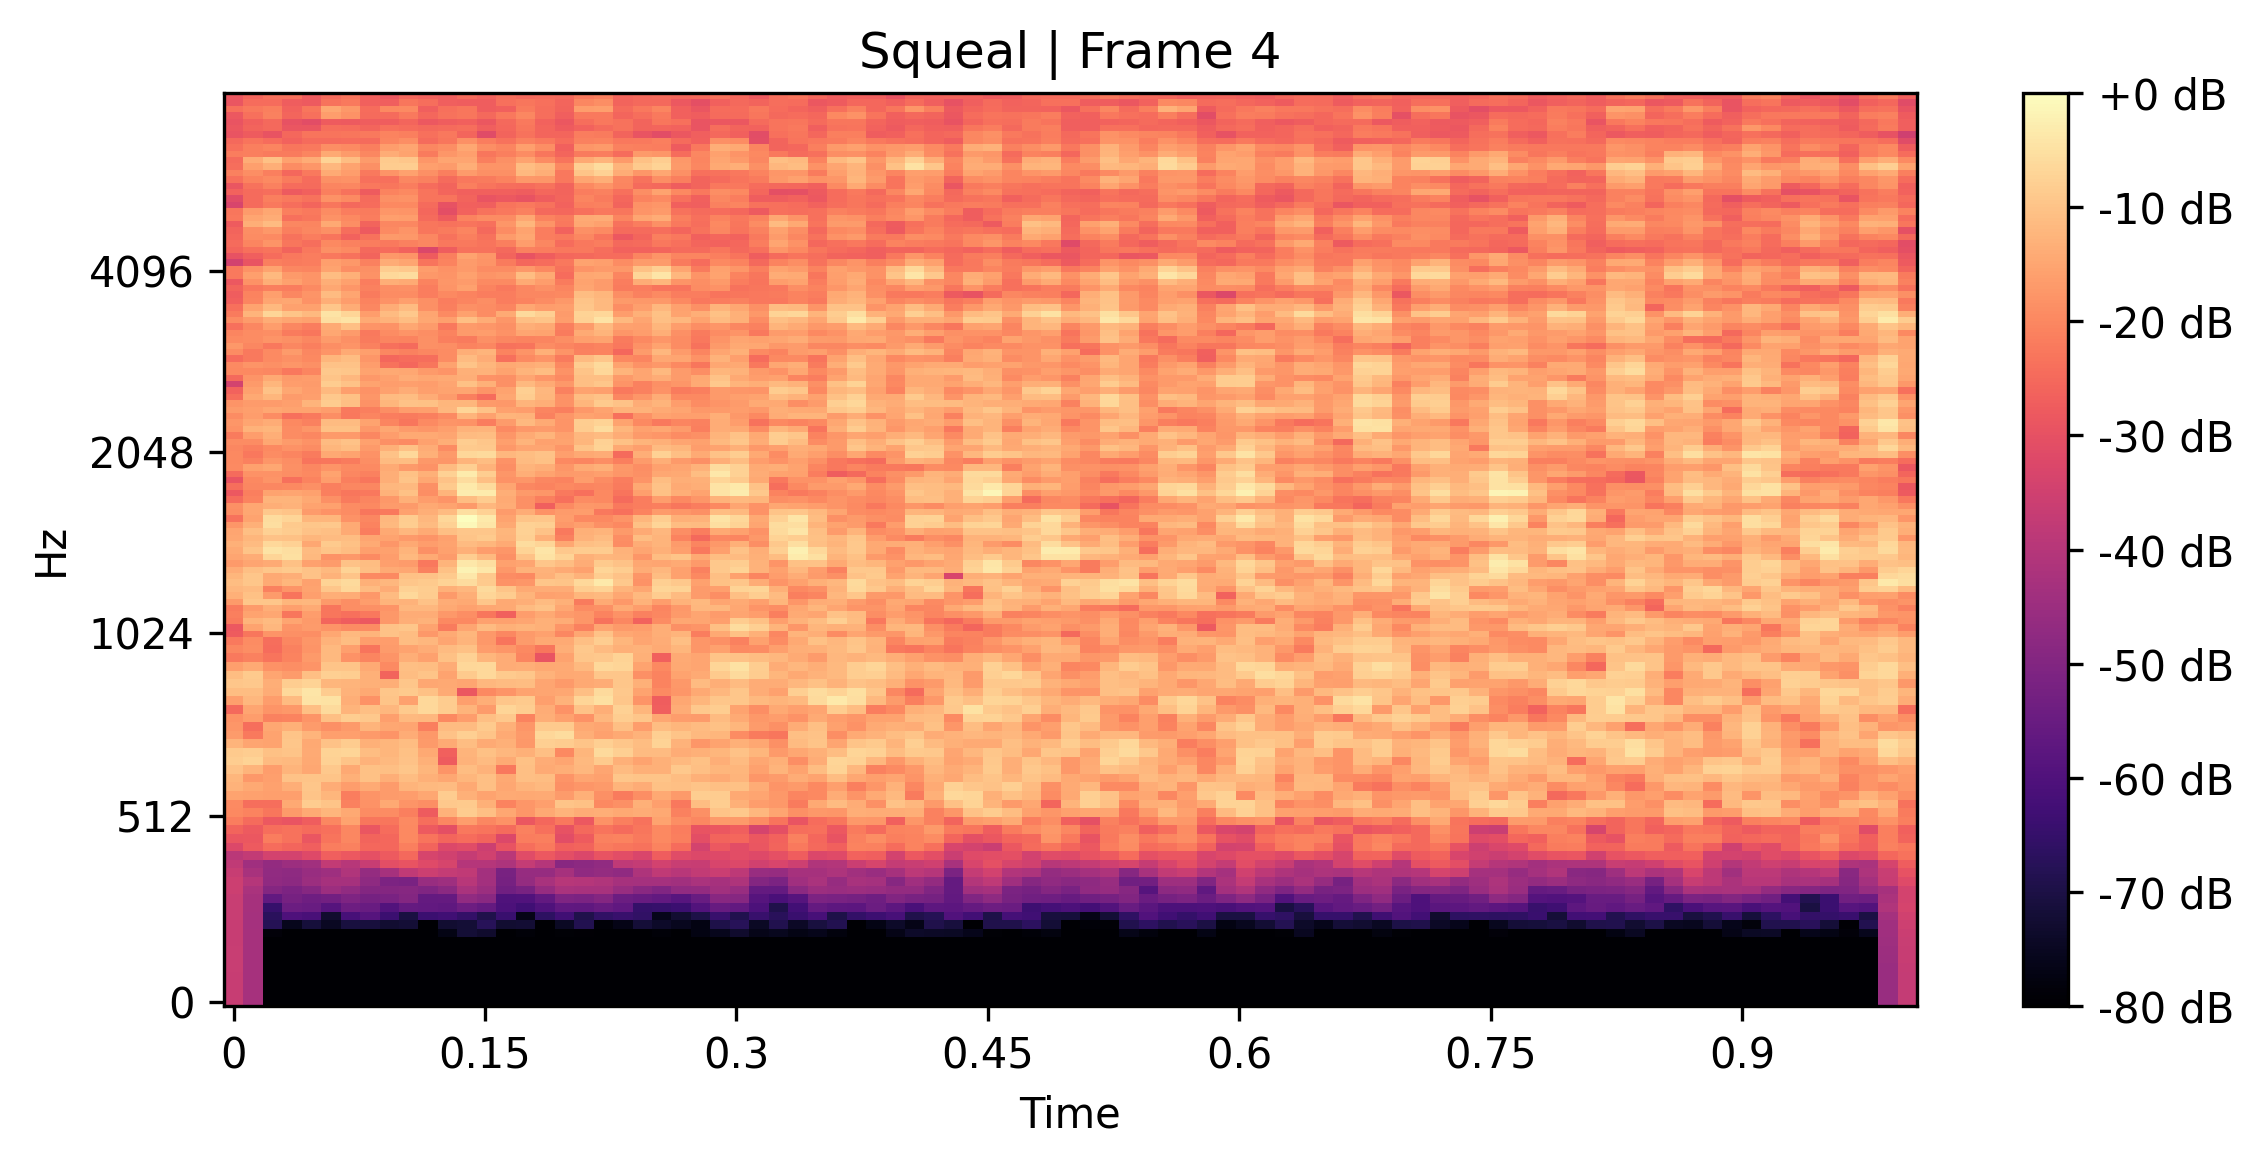 Squeal | Frame 4
+0 dB
-10 dB
-20 dB
-30 dB
-40 dB
-50 dB
-60 dB
-70 dB
-80 dB
Hz
4096
2048
1024
512
0
0 0.15 0.3 0.45 0.6 0.75 0.9
Time